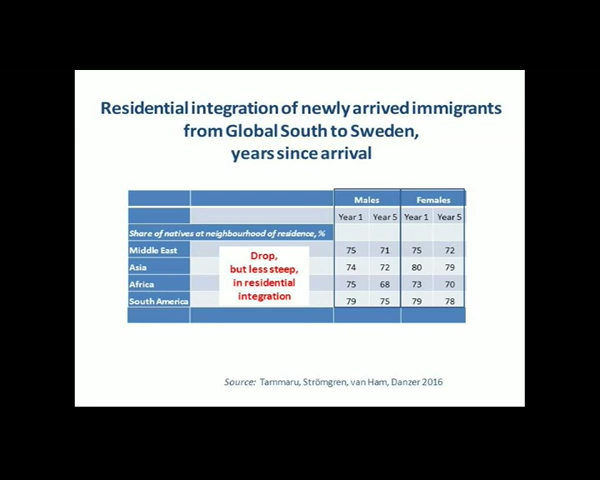 Residential integration of newly arrived immigrants
from Global South to Sweden,
years since arrival
Males Females
Year 1 Year 5 Year 1 Year 5
Share of natives at neighbourhood of residence, %
Middle East 75 71 75 72
Asia 74 72 80 79
Africa 75 68 73 70
South America 79 75 79 78
Drop,
but less steep,
in residential
integration
Source: Tammaru, Strömgren, van Ham, Danzer 2016